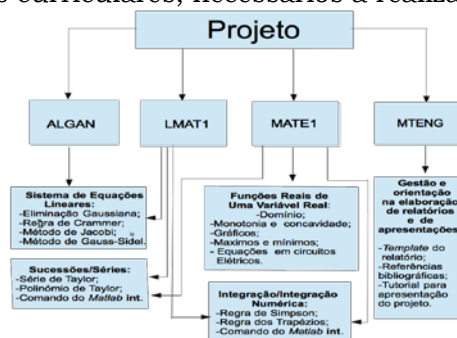 curriculares, necessários à realiza
Projeto
ALGAN
LMAT1
MATE1
MTENG
Sistema de Equações
Lineares:
-Eliminação Gaussiana;
-Regra de Crammer;
-Método de Jacobi; »
-Método de Gauss-Sidel.
Sucessões/Séries:
-Série de Taylor;
-Polinómio de Taylor;
-Comando do Matlab int.
Funções Reais de
Uma Variável Real:
-Domínio;
-Monotonia e concavidade;
-Gráficos;
-Maximos e mínimos;
- Equações em circuitos
Elétricos.
Integração/Integração
Numérica:
-Regra de Simpson;
-Regra dos Trapézios;
-Comando do Matlab int.
Gestão e
orientação
na elaboração
de relatórios
e de
apresentações:
-Template do
relatório;
-Referências
bibliográficas;
-Tutorial para
apresentação
do projeto.